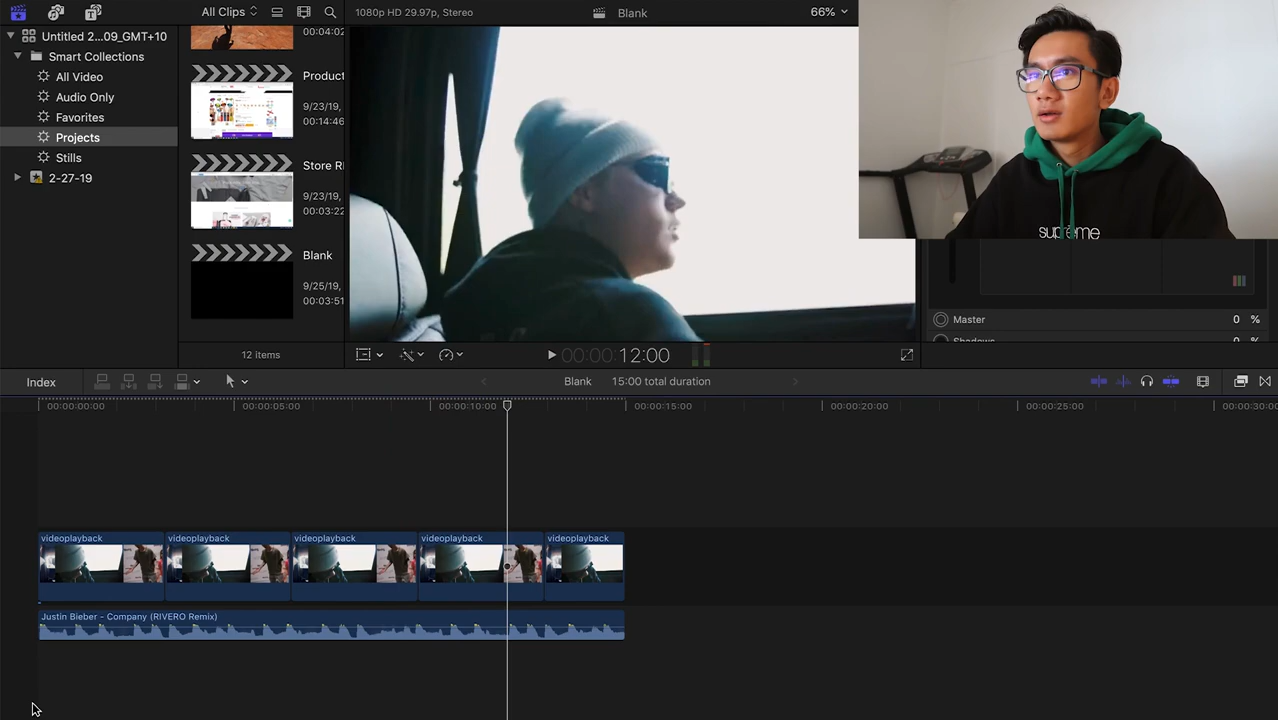 All Clips
1080p HD 29.97p, Stereo
Blank
66%
Untitled 2...09_GMT+10
Smart Collections
All Video
Audio Only
Favorites
Projects
Stills
2-27-19
00:04:02
Product
9/23/19,
00:14:46
Store R
9/23/19,
00:03:22
Blank
9/25/19,
00:03:51
12 items
00:00:12:00
supreme
Master
0 %
Shadows
0 %
Index
Blank
15:00 total duration
00:00:00:00
00:00:05:00
00:00:10:00
00:00:15:00
00:00:20:00
00:00:25:00
00:00:30:00
videoplayback
videoplayback
videoplayback
videoplayback
videoplayback
Justin Bieber - Company (RIVERO Remix)